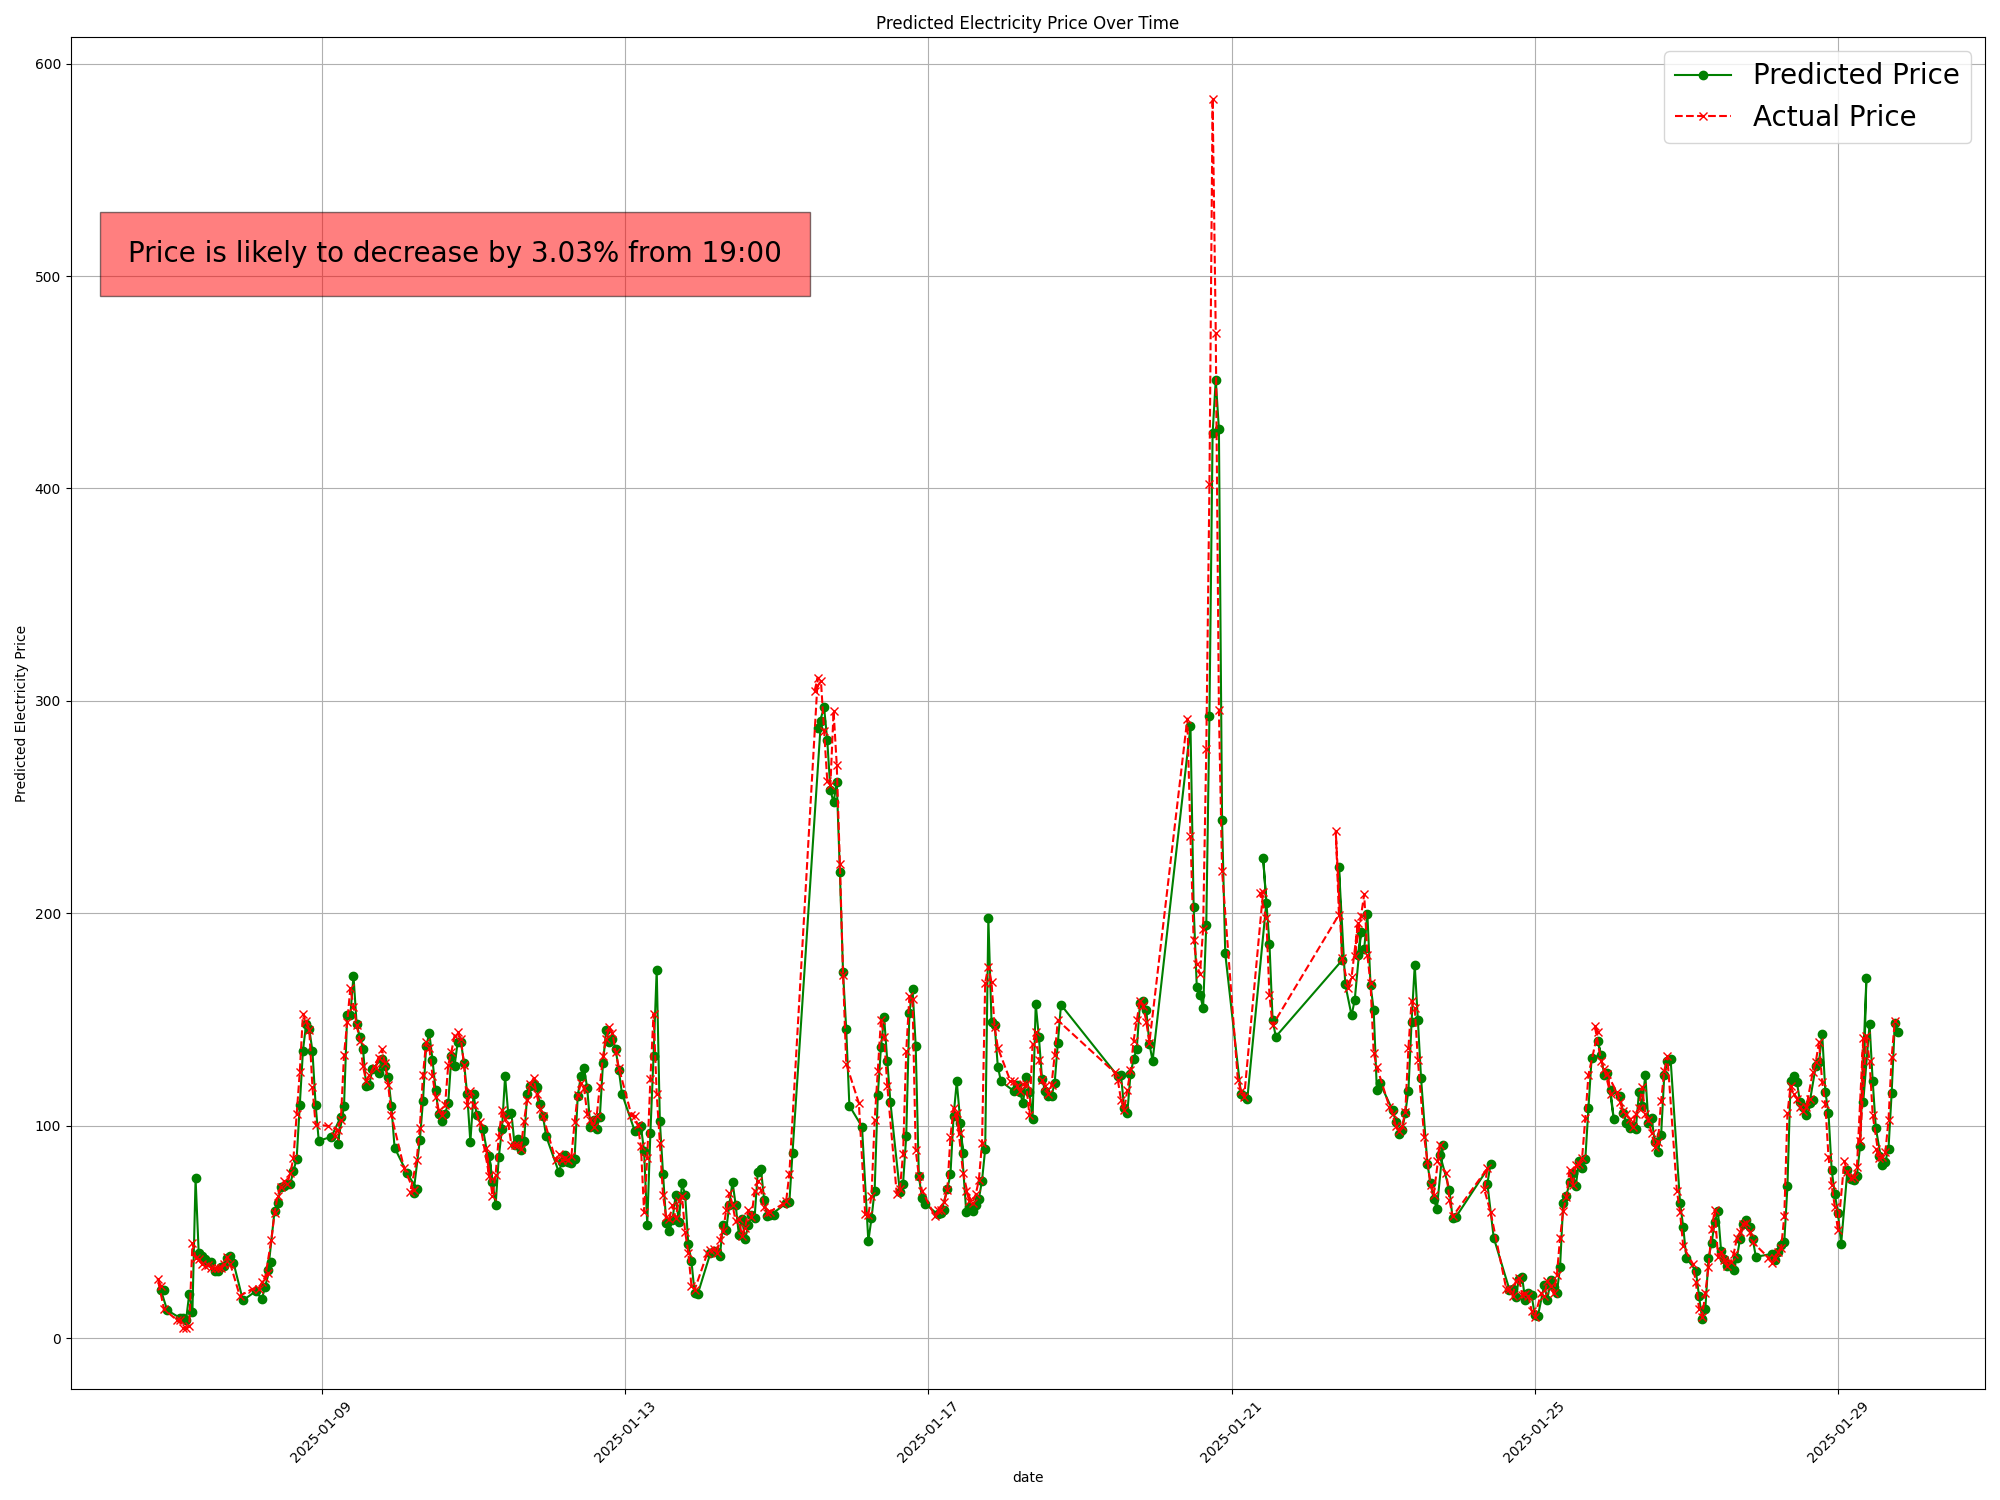 Predicted Electricity Price Over Time
Predicted Price
Actual Price
Price is likely to decrease by 3.03% from 19:00
Predicted Electricity Price
600
500
400
300
200
100
0
2025-01-09
2025-01-13
2025-01-17
2025-01-21
2025-01-25
2025-01-29
date